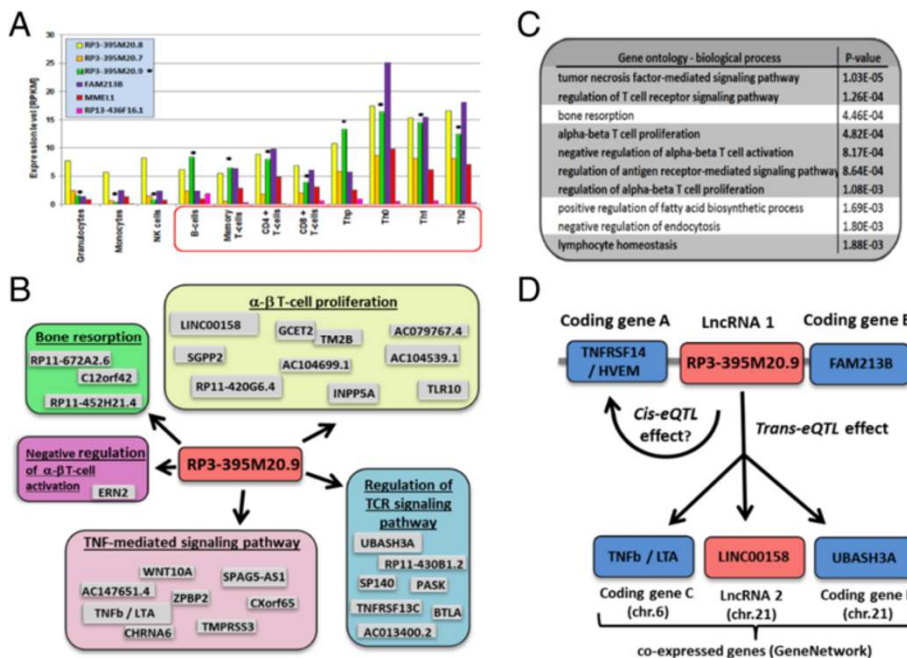 A
RP3-395M20.8
RP3-395M20.7
RP3-395M20.9 *
FAM213B
MMEL1
RP13-436F16.1
Expression level [RPKM]
30
25
20
15
10
5
0
Granulocytes
Monocytes
NK cells
B-cells
Memory T-cells
CD4 + T-cells
CD8 + T-cells
Thp
Th0
Th1
Th2
C
Gene ontology - biological process P-value
tumor necrosis factor-mediated signaling pathway 1.03E-05
regulation of T cell receptor signaling pathway 1.26E-04
bone resorption 4.46E-04
alpha-beta T cell proliferation 4.82E-04
negative regulation of alpha-beta T cell activation 8.17E-04
regulation of antigen receptor-mediated signaling pathway 8.64E-04
regulation of alpha-beta T cell proliferation 1.08E-03
positive regulation of fatty acid biosynthetic process 1.69E-03
negative regulation of endocytosis 1.80E-03
lymphocyte homeostasis 1.88E-03
B
α-β T-cell proliferation
LINC00158
GCET2
TM2B
AC079767.4
SGPP2
AC104699.1
AC104539.1
RP11-420G6.4
INPP5A
TLR10
Bone resorption
RP11-672A2.6
C12orf42
RP11-452H21.4
Negative regulation
of α-βT-cell
activation
ERN2
RP3-395M20.9
TNF-mediated signaling pathway
WNT10A
SPAG5-AS1
AC147651.4
ZPBP2
CXorf65
TNFb / LTA
TMPRSS3
CHRNA6
Regulation of
TCR signaling
pathway
UBASH3A
RP11-430B1.2
SP140
PASK
TNFRSF13C
BTLA
AC013400.2
D
Coding gene A
LncRNA 1
Coding gene
TNFRSF14
/ HVEM
RP3-395M20.9
FAM213B
Cis-eQTL
effect?
Trans-eQTL effect
TNFb / LTA
LINC00158
UBASH3A
Coding gene C
(chr.6)
LncRNA 2
(chr.21)
Coding gene
(chr.21)
co-expressed genes (GeneNetwork)